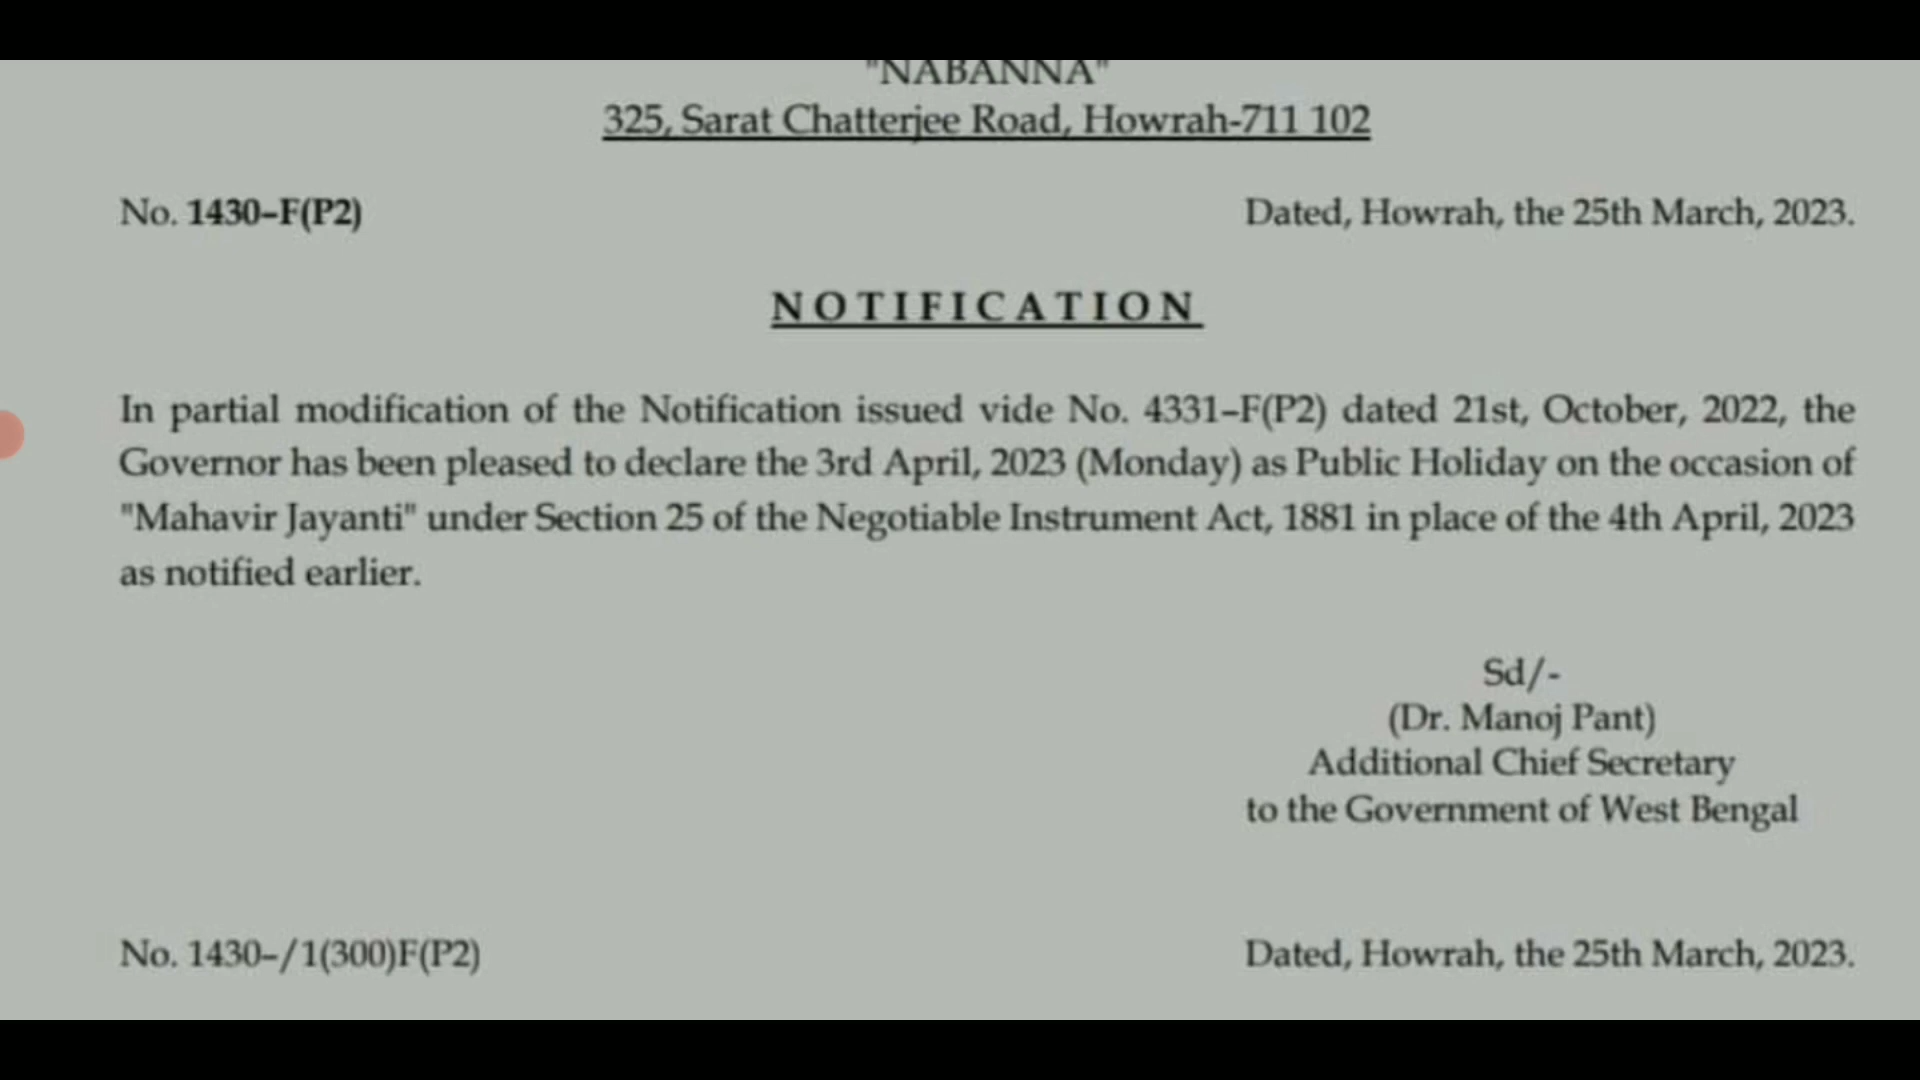 "NABANNA"
325, Sarat Chatterjee Road, Howrah-711 102
No. 1430–F(P2) Dated, Howrah, the 25th March, 2023.
NOTIFICATION
In partial modification of the Notification issued vide No. 4331–F(P2) dated 21st, October, 2022, the
Governor has been pleased to declare the 3rd April, 2023 (Monday) as Public Holiday on the occasion of
"Mahavir Jayanti" under Section 25 of the Negotiable Instrument Act, 1881 in place of the 4th April, 2023
as notified earlier.
Sd/-
(Dr. Manoj Pant)
Additional Chief Secretary
to the Government of West Bengal
No. 1430–/1(300)F(P2) Dated, Howrah, the 25th March, 2023.